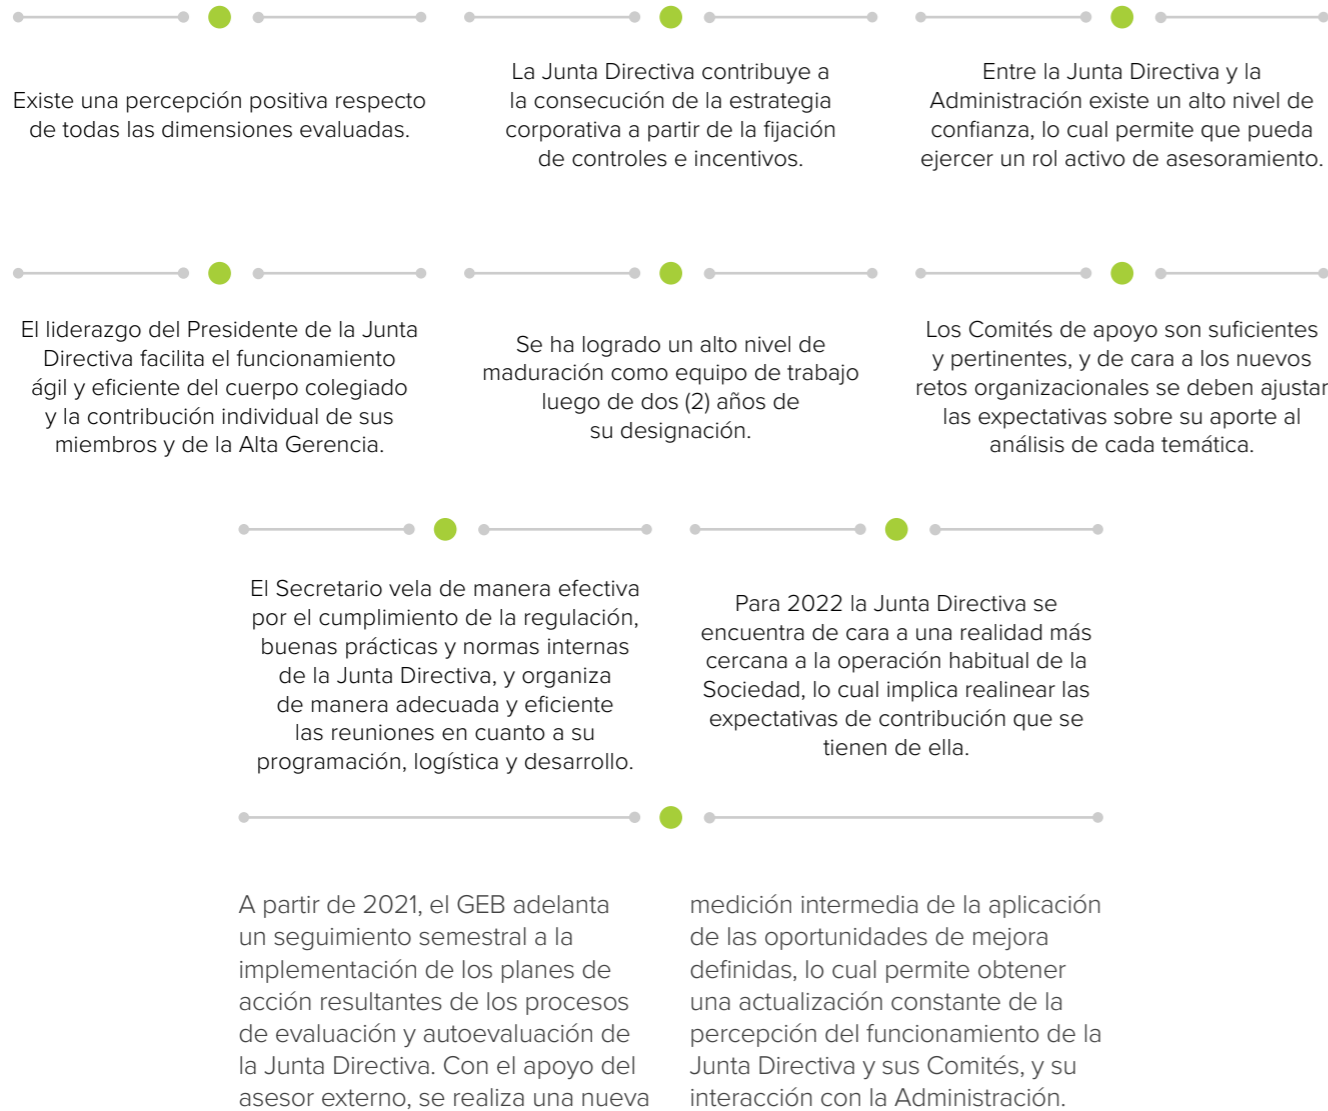 Existe una percepción positiva respecto
de todas las dimensiones evaluadas.
La Junta Directiva contribuye a
la consecución de la estrategia
corporativa a partir de la fijación
de controles e incentivos.
Entre la Junta Directiva y la
Administración existe un alto nivel de
confianza, lo cual permite que pueda
ejercer un rol activo de asesoramiento.
El liderazgo del Presidente de la Junta
Directiva facilita el funcionamiento
ágil y eficiente del cuerpo colegiado
y la contribución individual de sus
miembros y de la Alta Gerencia.
Se ha logrado un alto nivel de
maduración como equipo de trabajo
luego de dos (2) años de
su designación.
Los Comités de apoyo son suficientes
y pertinentes, y de cara a los nuevos
retos organizacionales se deben ajustar
las expectativas sobre su aporte al
análisis de cada temática.
El Secretario vela de manera efectiva
por el cumplimiento de la regulación,
buenas prácticas y normas internas
de la Junta Directiva, y organiza
de manera adecuada y eficiente
las reuniones en cuanto a su
programación, logística y desarrollo.
Para 2022 la Junta Directiva se
encuentra de cara a una realidad más
cercana a la operación habitual de la
Sociedad, lo cual implica realinear las
expectativas de contribución que se
tienen de ella.
A partir de 2021, el GEB adelanta
un seguimiento semestral a la
implementación de los planes de
acción resultantes de los procesos
de evaluación y autoevaluación de
la Junta Directiva. Con el apoyo del
asesor externo, se realiza una nueva
medición intermedia de la aplicación
de las oportunidades de mejora
definidas, lo cual permite obtener
una actualización constante de la
percepción del funcionamiento de la
Junta Directiva y sus Comités, y su
interacción con la Administración.